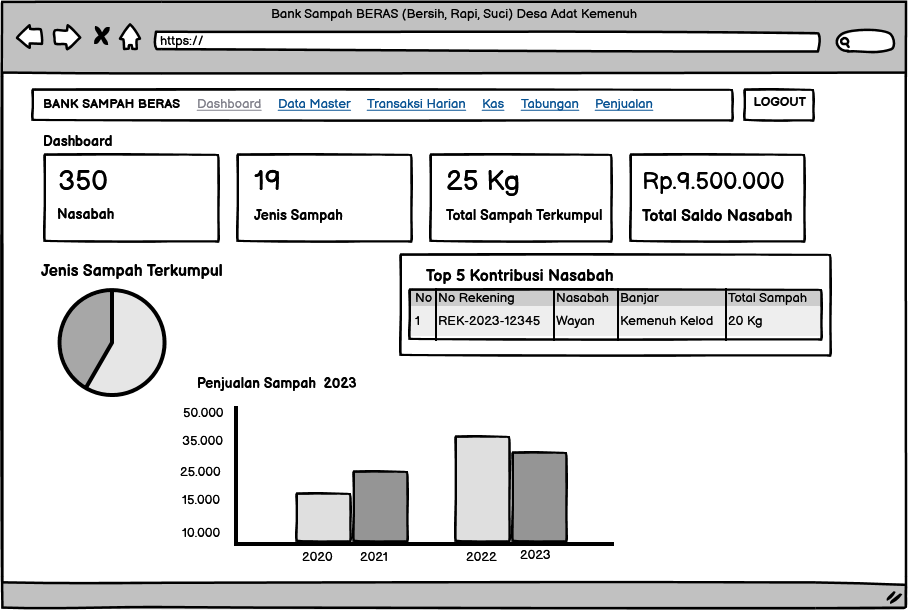 Bank Sampah BERAS (Bersih, Rapi, Suci) Desa Adat Kemenuh
https://
BANK SAMPAH BERAS Dashboard Data Master Transaksi Harian Kas Tabungan Penjualan LOGOUT
Dashboard
350
Nasabah
19
Jenis Sampah
25 Kg
Total Sampah Terkumpul
Rp.9.500.000
Total Saldo Nasabah
Jenis Sampah Terkumpul
Top 5 Kontribusi Nasabah
No No Rekening Nasabah Banjar Total Sampah
1 REK-2023-12345 Wayan Kemenuh Kelod 20 Kg
Penjualan Sampah 2023
50.000
35.000
25.000
15.000
10.000
2020 2021 2022 2023